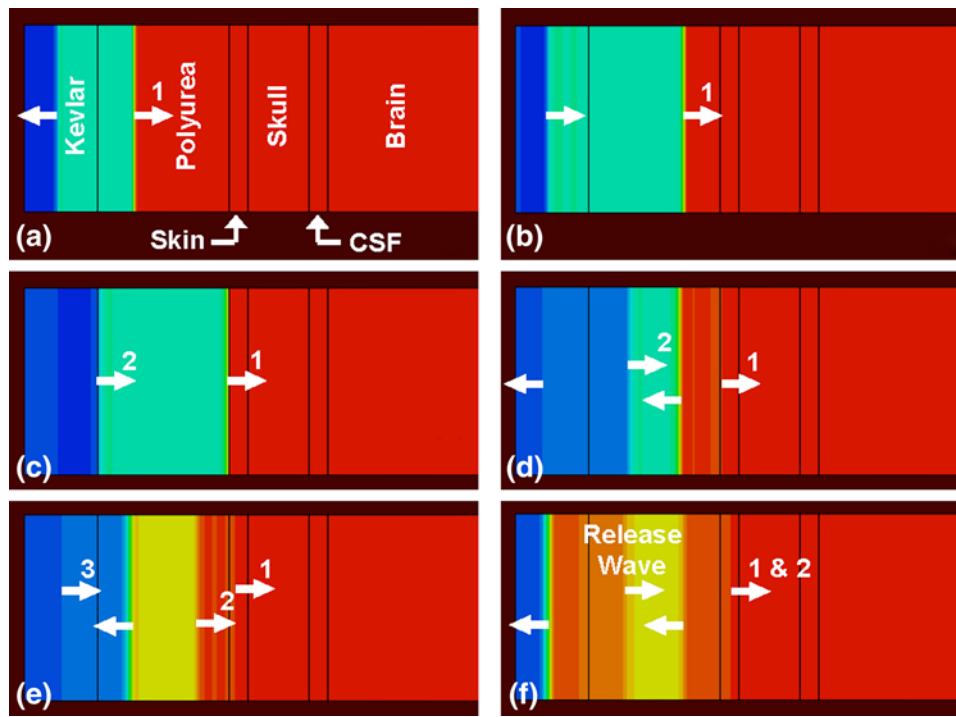 Kevlar
1
Polyurea
Skull
Brain
(a)
Skin
CSF
1
(b)
2
1
(c)
2
1
(d)
3
2
1
(e)
Release
Wave
1 & 2
(f)